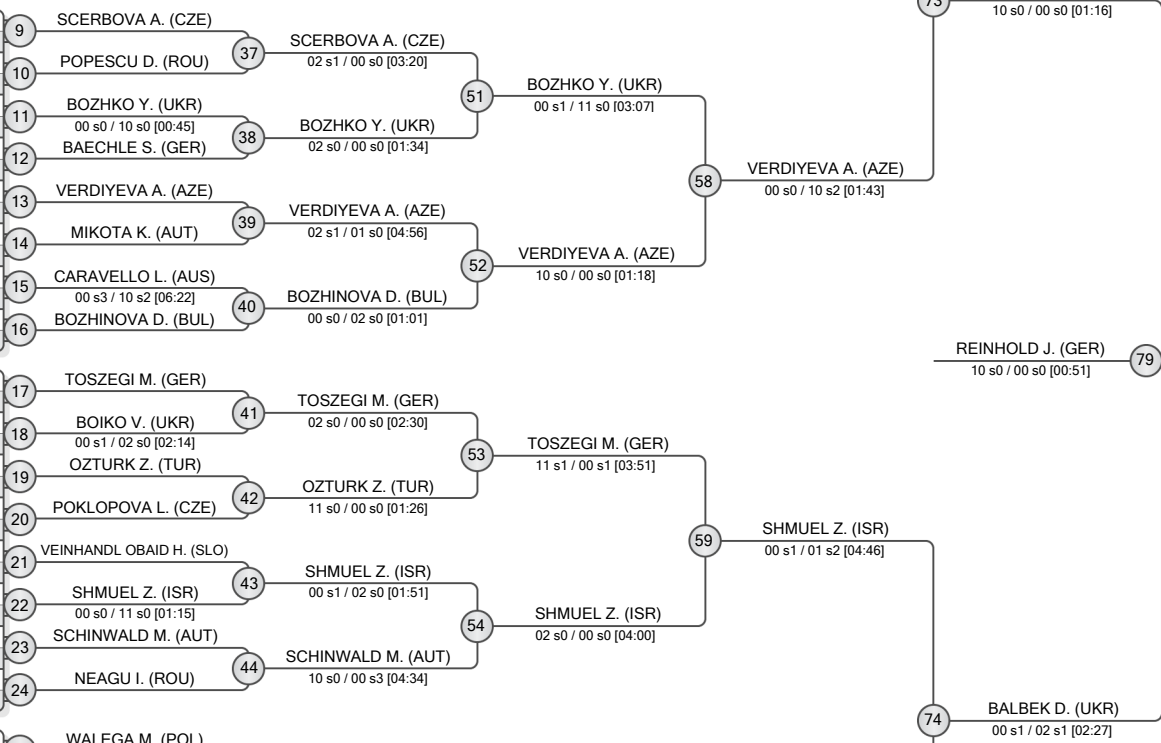 73
10 s0 / 00 s0 [01:16]
9
SCERBOVA A. (CZE)
37
SCERBOVA A. (CZE)
02 s1 / 00 s0 [03:20]
10
POPESCU D. (ROU)
51
BOZHKO Y. (UKR)
00 s1 / 11 s0 [03:07]
11
BOZHKO Y. (UKR)
00 s0 / 10 s0 [00:45]
38
BOZHKO Y. (UKR)
02 s0 / 00 s0 [01:34]
12
BAECHLE S. (GER)
58
VERDIYEVA A. (AZE)
00 s0 / 10 s2 [01:43]
13
VERDIYEVA A. (AZE)
39
VERDIYEVA A. (AZE)
02 s1 / 01 s0 [04:56]
14
MIKOTA K. (AUT)
52
VERDIYEVA A. (AZE)
10 s0 / 00 s0 [01:18]
15
CARAVELLO L. (AUS)
00 s3 / 10 s2 [06:22]
40
BOZHINOVA D. (BUL)
00 s0 / 02 s0 [01:01]
16
BOZHINOVA D. (BUL)
REINHOLD J. (GER)
10 s0 / 00 s0 [00:51]
79
17
TOSZEGI M. (GER)
41
TOSZEGI M. (GER)
02 s0 / 00 s0 [02:30]
18
BOIKO V. (UKR)
00 s1 / 02 s0 [02:14]
53
TOSZEGI M. (GER)
11 s1 / 00 s1 [03:51]
19
OZTURK Z. (TUR)
42
OZTURK Z. (TUR)
11 s0 / 00 s0 [01:26]
20
POKLOPOVA L. (CZE)
59
SHMUEL Z. (ISR)
00 s1 / 01 s2 [04:46]
21
VEINHANDL OBAID H. (SLO)
43
SHMUEL Z. (ISR)
00 s1 / 02 s0 [01:51]
22
SHMUEL Z. (ISR)
00 s0 / 11 s0 [01:15]
54
SHMUEL Z. (ISR)
02 s0 / 00 s0 [04:00]
23
SCHINWALD M. (AUT)
44
SCHINWALD M. (AUT)
10 s0 / 00 s3 [04:34]
24
NEAGU I. (ROU)
74
BALBEK D. (UKR)
00 s1 / 02 s1 [02:27]
WALEGA M. (POL)